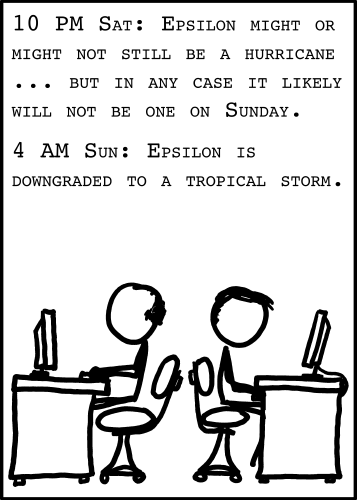 10 PM Sat: Epsilon might or
might not still be a hurricane
... but in any case it likely
will not be one on Sunday.
4 AM Sun: Epsilon is
downgraded to a tropical storm.